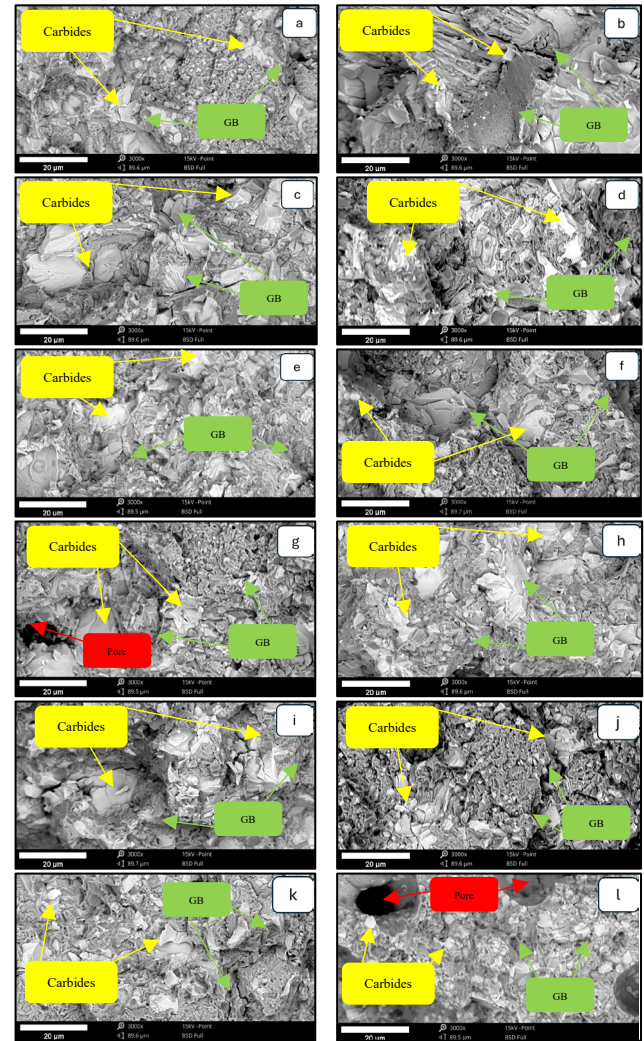 a
Carbides
GB
20 µm
3000x
89.6 µm
15kV -Point
BSD Full
b
Carbides
GB
20 µm
3000x
89.6 µm
15kV -Point
BSD Full
c
Carbides
GB
20 µm
3000x
89.6 µm
15kV -Point
BSD Full
d
Carbides
GB
20 µm
3000x
89.6 µm
15kV -Point
BSD Full
e
Carbides
GB
20 µm
3000x
89.5 µm
15kV -Point
BSD Full
f
Carbides
GB
20 µm
3000x
89.7 µm
15kV -Point
BSD Full
g
Carbides
GB
Pore
20 µm
3000x
89.5 µm
15kV -Point
BSD Full
h
Carbides
GB
20 µm
3000x
89.6 µm
15kV -Point
BSD Full
i
Carbides
GB
20 µm
3000x
89.7 µm
15kV -Point
BSD Full
j
Carbides
GB
20 µm
3000x
89.6 µm
15kV -Point
BSD Full
k
GB
Carbides
20 µm
3000x
89.6 µm
15kV -Point
BSD Full
l
Pore
Carbides
GB
20 µm
3000x
89.5 µm
15kV -Point
BSD Full